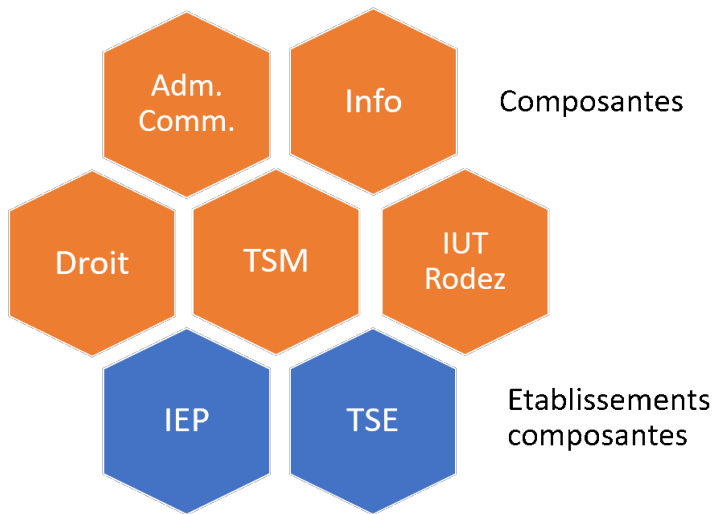 Adm.
Comm.
Info
Composantes
Droit
TSM
IUT
Rodez
IEP
TSE
Etablissements
composantes